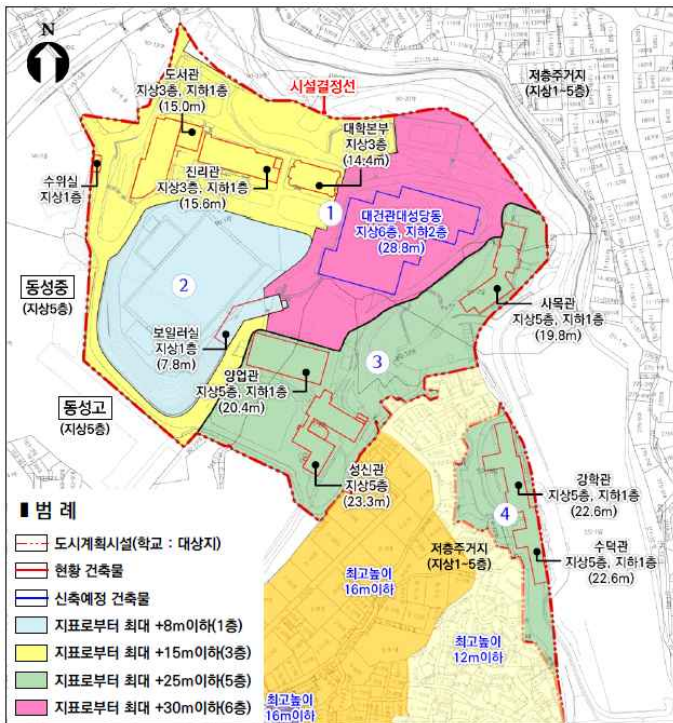 N
도서관
지상3층, 지하1층
(15.0m)
시설결정선
저층주거지
(지상1~5층)
대학본부
지상3층
(14.4m)
수위실
지상1층
진리관
지상3층, 지하1층
(15.6m)
1
대건관대성당동
지상6층, 지하2층
(28.8m)
2
동성중
(지상5층)
사목관
지상5층, 지하1층
(19.8m)
보일러실
지상1층
(7.8m)
3
양업관
지상5층, 지하1층
(20.4m)
동성고
(지상5층)
성신관
지상5층
(23.3m)
강학관
지상5층, 지하1층
(22.6m)
4
저층주거지
(지상1~5층)
수덕관
지상5층, 지하1층
(22.6m)
최고높이
16m이하
최고높이
12m이하
최고높이
16m이하
범 례
도시계획시설(학교 : 대상지)
현황 건축물
신축예정 건축물
지표로부터 최대 +8m이하(1층)
지표로부터 최대 +15m이하(3층)
지표로부터 최대 +25m이하(5층)
지표로부터 최대 +30m이하(6층)